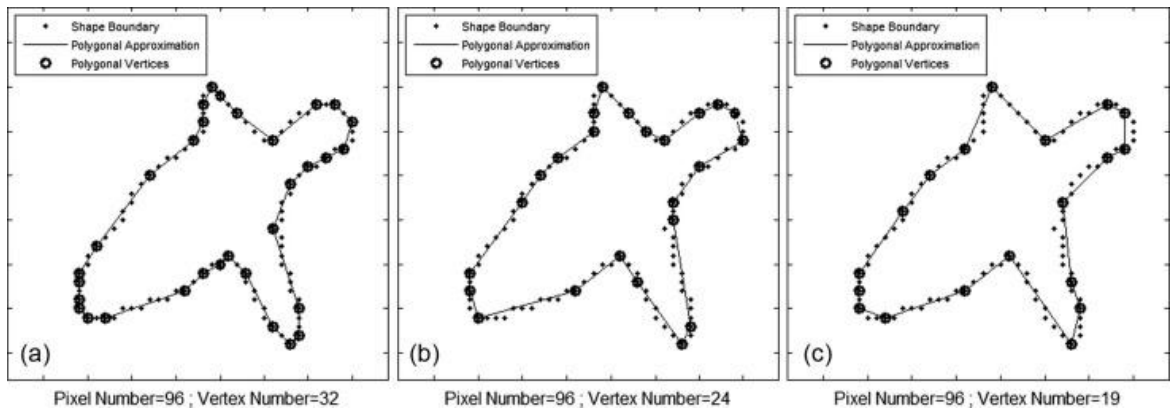 Shape Boundary
Polygonal Approximation
Polygonal Vertices
(a)
Pixel Number=96 ; Vertex Number=32
Shape Boundary
Polygonal Approximation
Polygonal Vertices
(b)
Pixel Number=96 ; Vertex Number=24
Shape Boundary
Polygonal Approximation
Polygonal Vertices
(c)
Pixel Number=96 ; Vertex Number=19